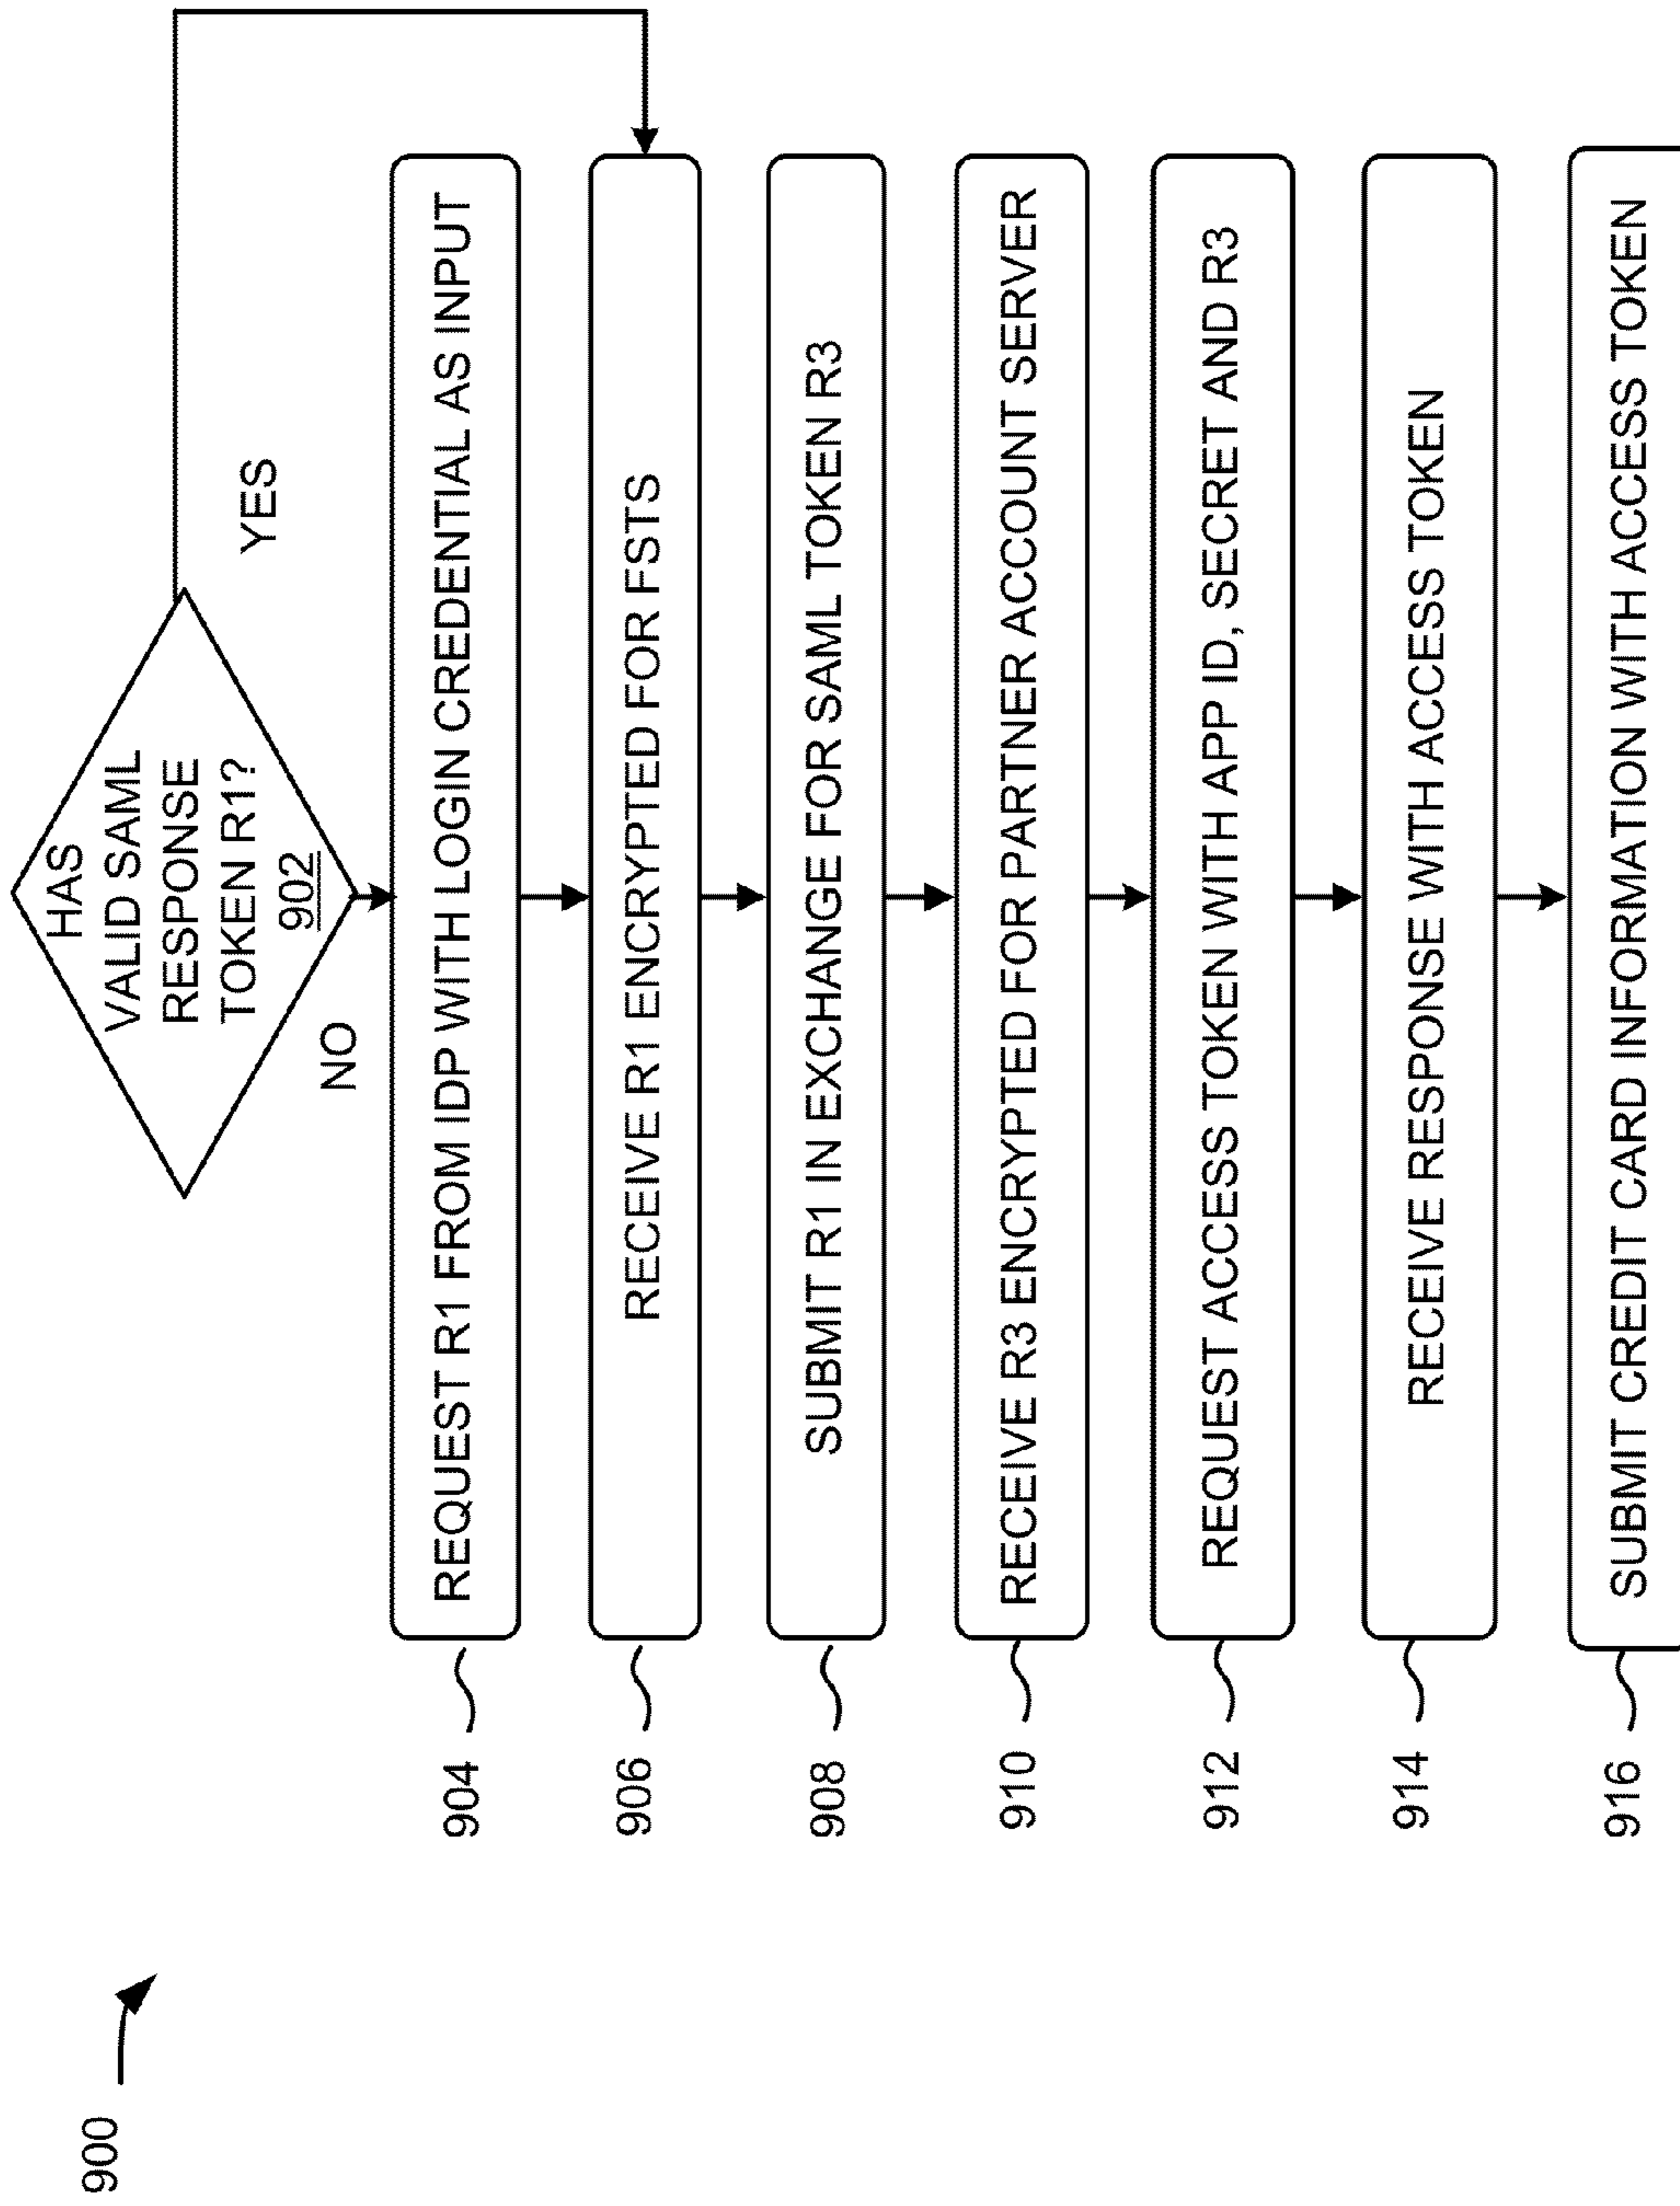 900
HAS
VALID SAML
RESPONSE
TOKEN R1?
902
YES
NO
904
REQUEST R1 FROM IDP WITH LOGIN CREDENTIAL AS INPUT
906
RECEIVE R1 ENCRYPTED FOR FSTS
908
SUBMIT R1 IN EXCHANGE FOR SAML TOKEN R3
910
RECEIVE R3 ENCRYPTED FOR PARTNER ACCOUNT SERVER
912
REQUEST ACCESS TOKEN WITH APP ID, SECRET AND R3
914
RECEIVE RESPONSE WITH ACCESS TOKEN
916
SUBMIT CREDIT CARD INFORMATION WITH ACCESS TOKEN